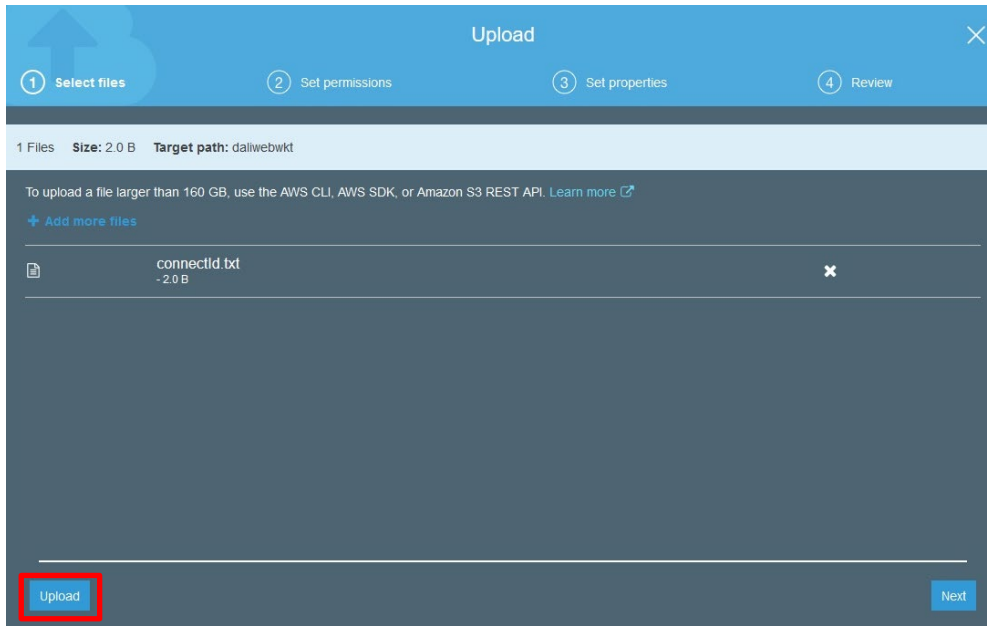 Upload
1 Select files 2 Set permissions 3 Set properties 4 Review
1 Files Size: 2.0 B Target path: daliwebwkt
To upload a file larger than 160 GB, use the AWS CLI, AWS SDK, or Amazon S3 REST API. Learn more
+ Add more files
connectId.txt
- 2.0 B
Upload Next